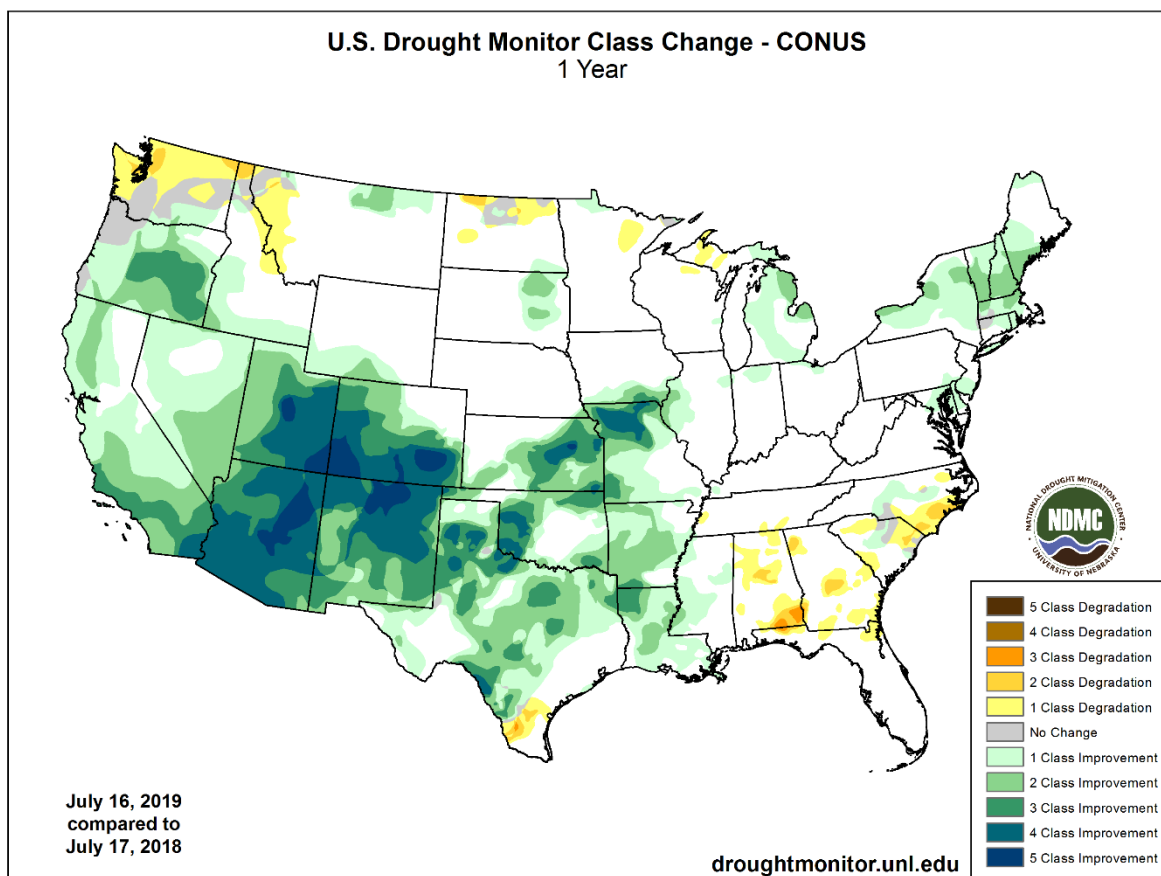 U.S. Drought Monitor Class Change - CONUS
1 Year
NATIONAL DROUGHT MITIGATION CENTER
NDMC
UNIVERSITY OF NEBRASKA
5 Class Degradation
4 Class Degradation
3 Class Degradation
2 Class Degradation
1 Class Degradation
No Change
1 Class Improvement
2 Class Improvement
3 Class Improvement
4 Class Improvement
5 Class Improvement
July 16, 2019
compared to
July 17, 2018
droughtmonitor.unl.edu